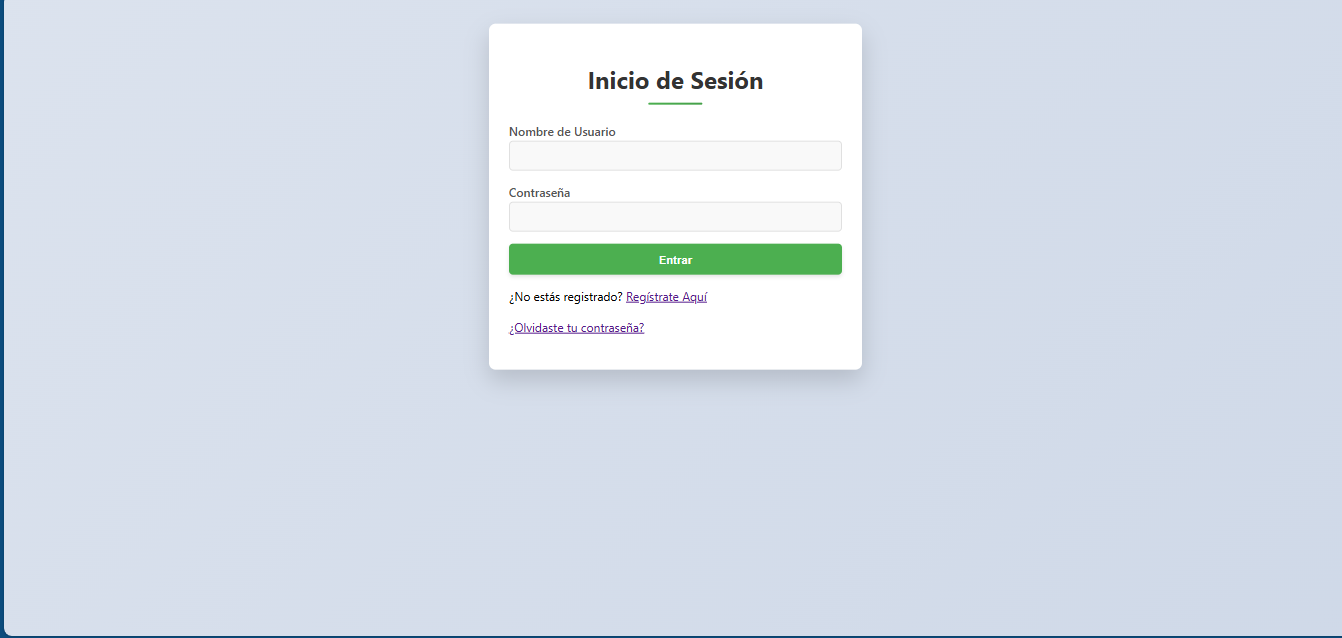 Inicio de Sesión
Nombre de Usuario
Contraseña
Entrar
¿No estás registrado? Regístrate Aquí
¿Olvidaste tu contraseña?